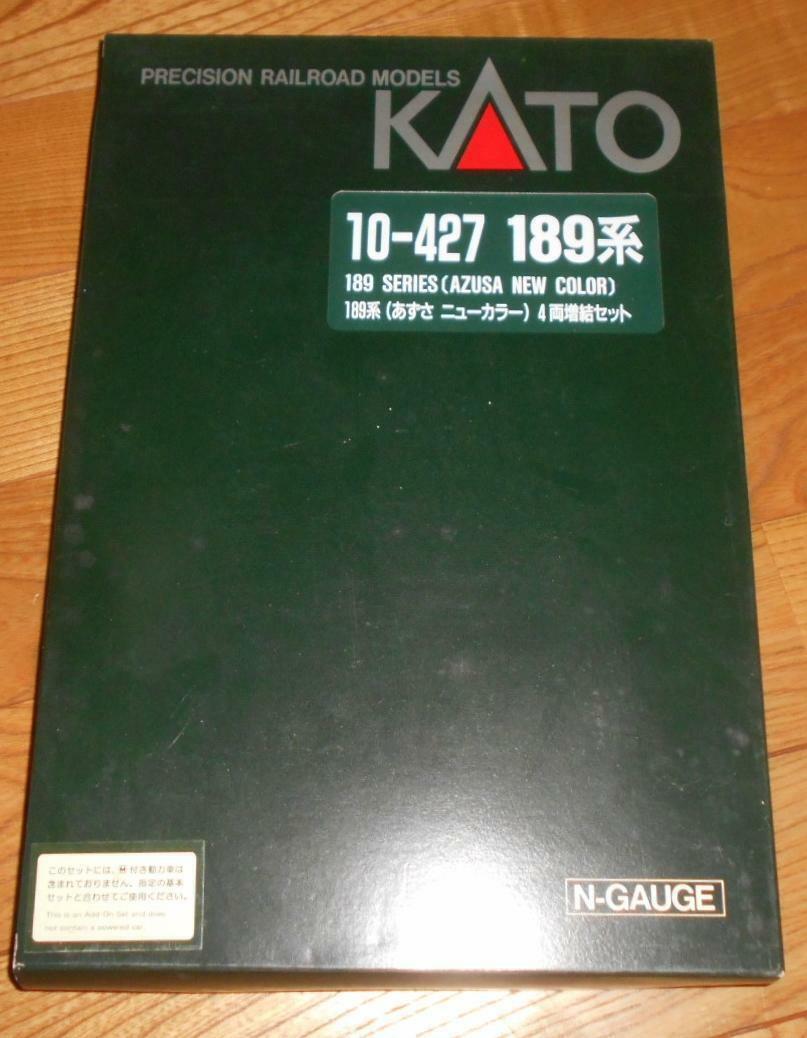 PRECISION RAILROAD MODELS
KATO
10-427 189系
189 SERIES(AZUSA NEW COLOR)
189系(あずさ ニューカラー) 4両増結セット
このセットには、Ⓜ付き動力車は
含まれておりません。指定の基本
セットと合わせてご使用ください。
This is an Add-On Set and does
not contain a powered car.
N-GAUGE